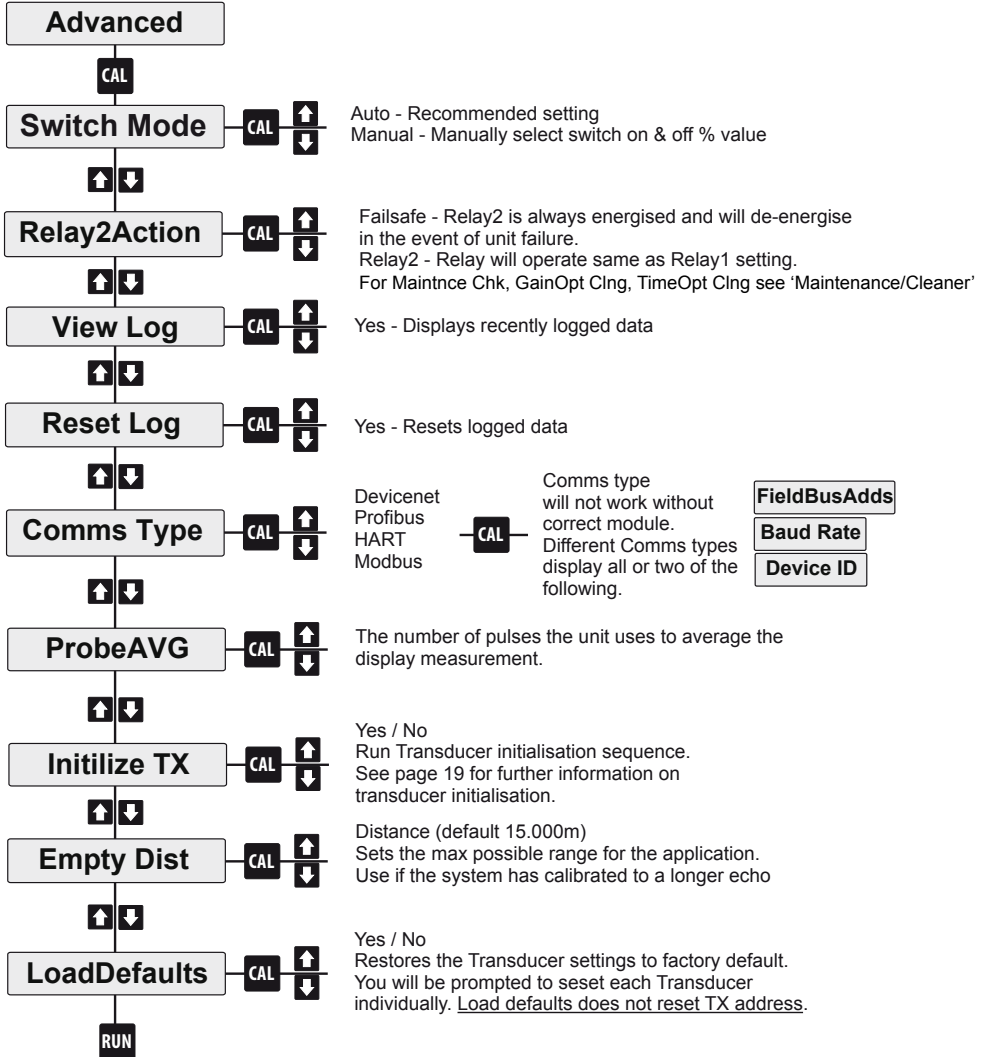 Advanced
CAL
Switch Mode
CAL
Auto - Recommended setting
Manual - Manually select switch on & off % value
Relay2Action
CAL
Failsafe - Relay2 is always energised and will de-energise
in the event of unit failure.
Relay2 - Relay will operate same as Relay1 setting.
For Maintnce Chk, GainOpt Clng, TimeOpt Clng see ‘Maintenance/Cleaner’
View Log
CAL
Yes - Displays recently logged data
Reset Log
CAL
Yes - Resets logged data
Comms Type
CAL
Devicenet
Profibus
HART
Modbus
CAL
Comms type
will not work without
correct module.
Different Comms types
display all or two of the
following.
FieldBusAdds
Baud Rate
Device ID
ProbeAVG
CAL
The number of pulses the unit uses to average the
display measurement.
Initilize TX
CAL
Yes / No
Run Transducer initialisation sequence.
See page 19 for further information on
transducer initialisation.
Empty Dist
CAL
Distance (default 15.000m)
Sets the max possible range for the application.
Use if the system has calibrated to a longer echo
LoadDefaults
CAL
Yes / No
Restores the Transducer settings to factory default.
You will be prompted to seset each Transducer
individually. Load defaults does not reset TX address.
RUN